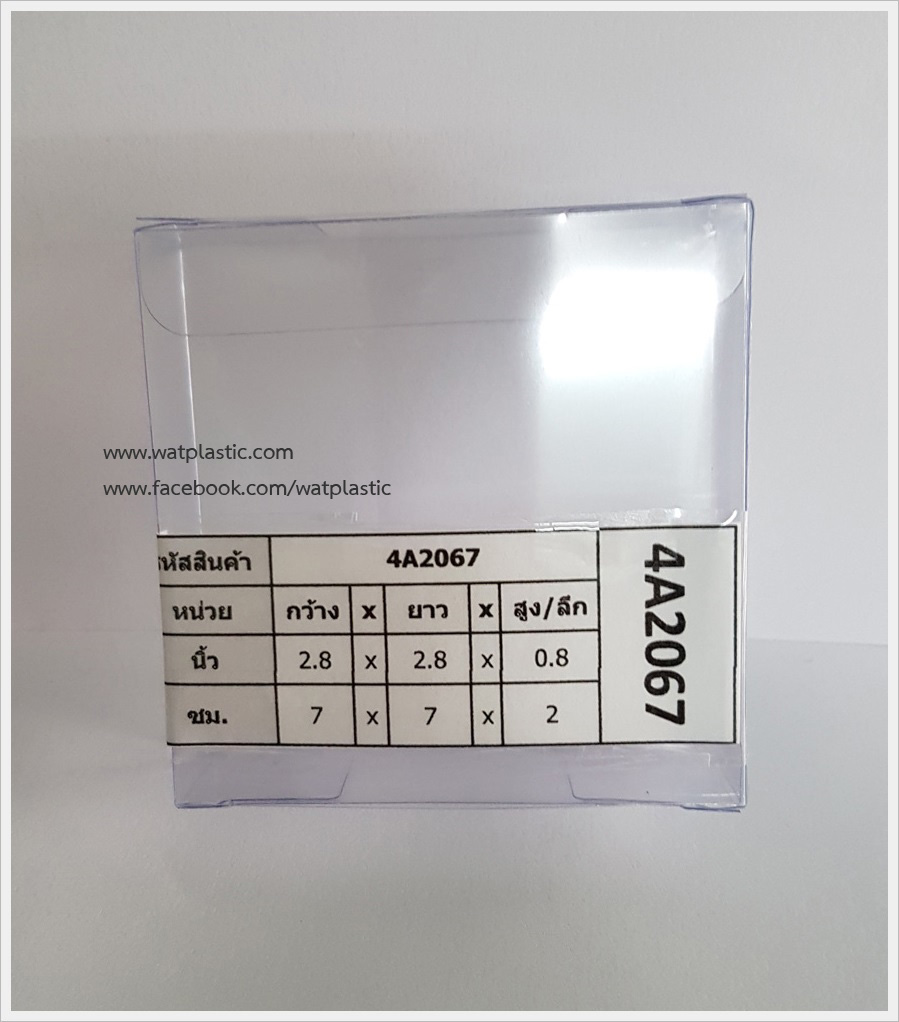 www.watplastic.com
www.facebook.com/watplastic
รหัสสินค้า 4A2067
หน่วย กว้าง x ยาว x สูง/ลึก
นิ้ว 2.8 x 2.8 x 0.8
ซม. 7 x 7 x 2
4A2067